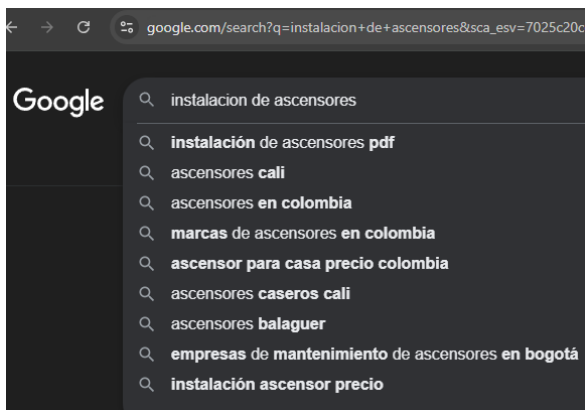 google.com/search?q=instalacion+de+ascensores&sca_esv=7025c20c
Google
instalacion de ascensores
instalación de ascensores pdf
ascensores cali
ascensores en colombia
marcas de ascensores en colombia
ascensor para casa precio colombia
ascensores caseros cali
ascensores balaguer
empresas de mantenimiento de ascensores en bogotá
instalación ascensor precio